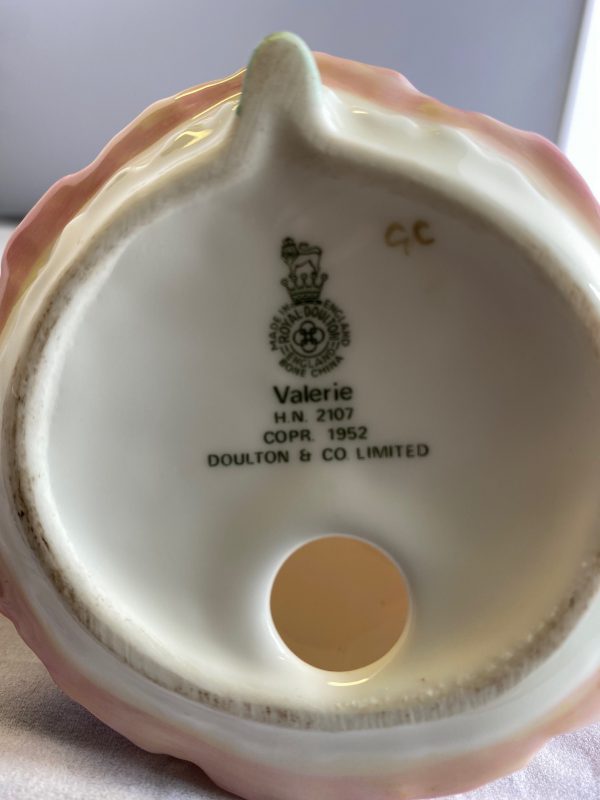 GC
MADE IN ENGLAND
ROYAL DOULTON
ENGLAND
BONE CHINA
Valerie
H.N. 2107
COPR. 1952
DOULTON & CO. LIMITED